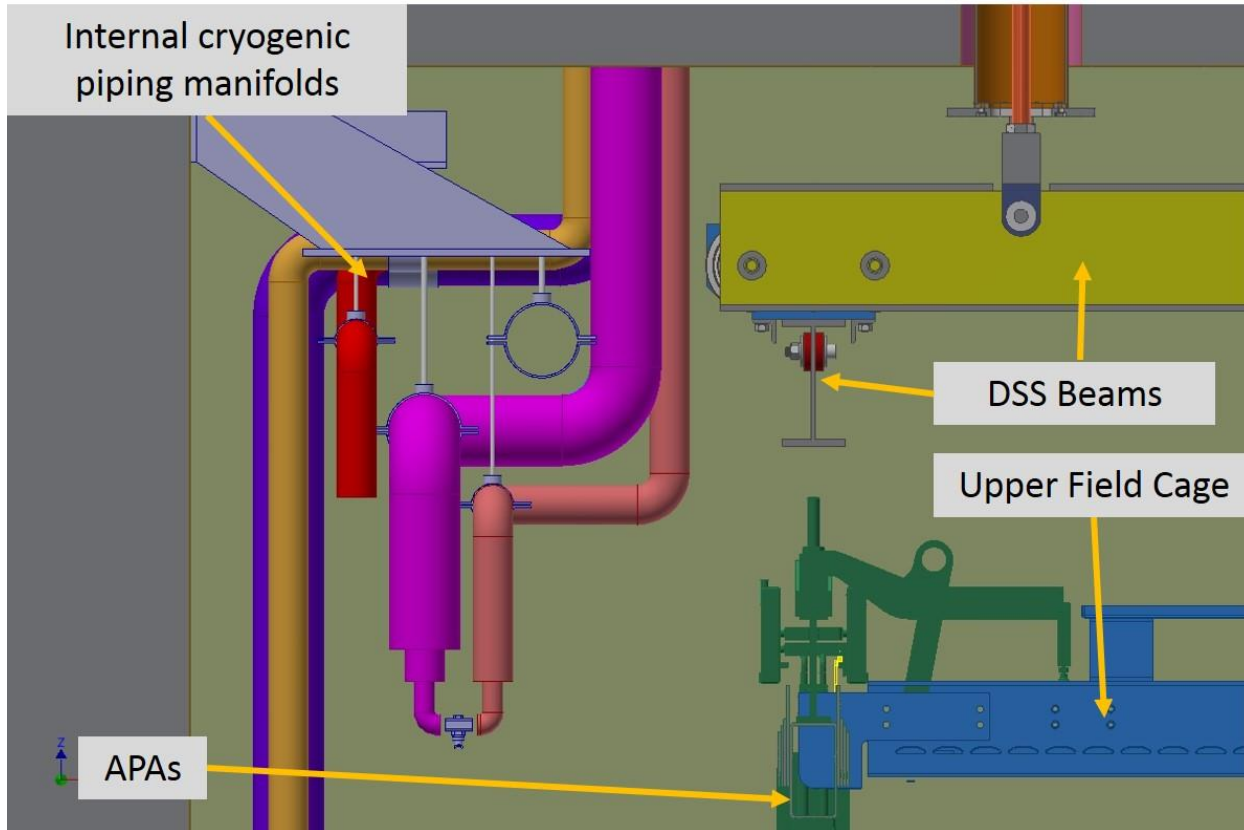 Internal cryogenic
piping manifolds
DSS Beams
Upper Field Cage
Z
APAs